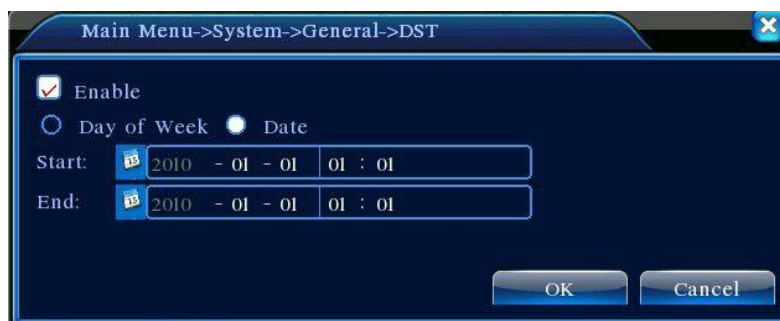 Main Menu->System->General->DST
Enable
Day of Week Date
Start: 2010 - 01 - 01 01 : 01
End: 2010 - 01 - 01 01 : 01
OK Cancel